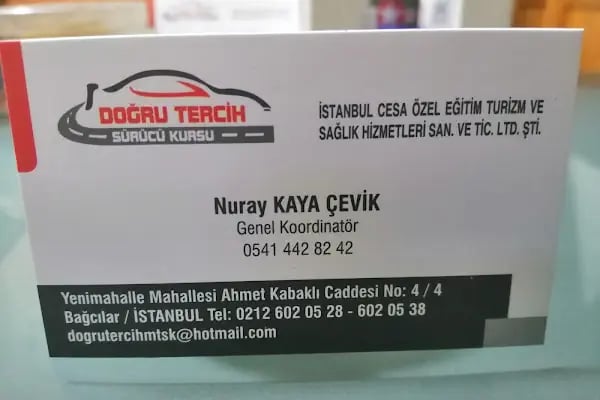 DOĞRU TERCİH
SÜRÜCÜ KURSU
İSTANBUL CESA ÖZEL EĞİTİM TURİZM VE
SAĞLIK HİZMETLERİ SAN. VE TİC. LTD. ŞTİ.
Nuray KAYA ÇEVİK
Genel Koordinatör
0541 442 82 42
Yenimahalle Mahallesi Ahmet Kabaklı Caddesi No: 4 / 4
Bağcılar / İSTANBUL Tel: 0212 602 05 28 - 602 05 38
dogrutercihmtsk@hotmail.com